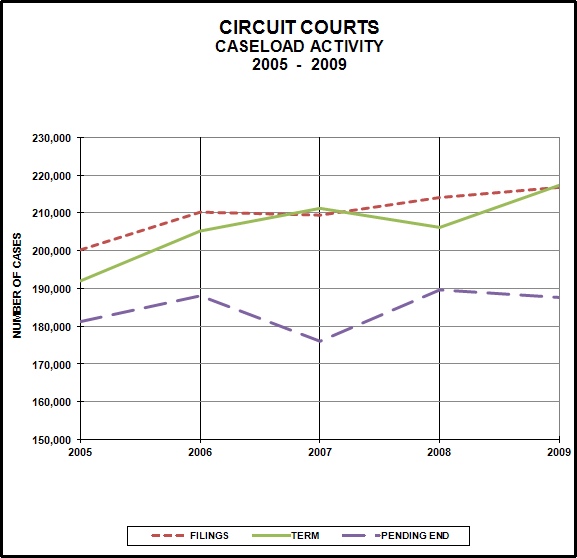 CIRCUIT COURTS
CASELOAD ACTIVITY
2005 - 2009
NUMBER OF CASES
230,000
220,000
210,000
200,000
190,000
180,000
170,000
160,000
150,000
2005 2006 2007 2008 2009
FILINGS TERM PENDING END